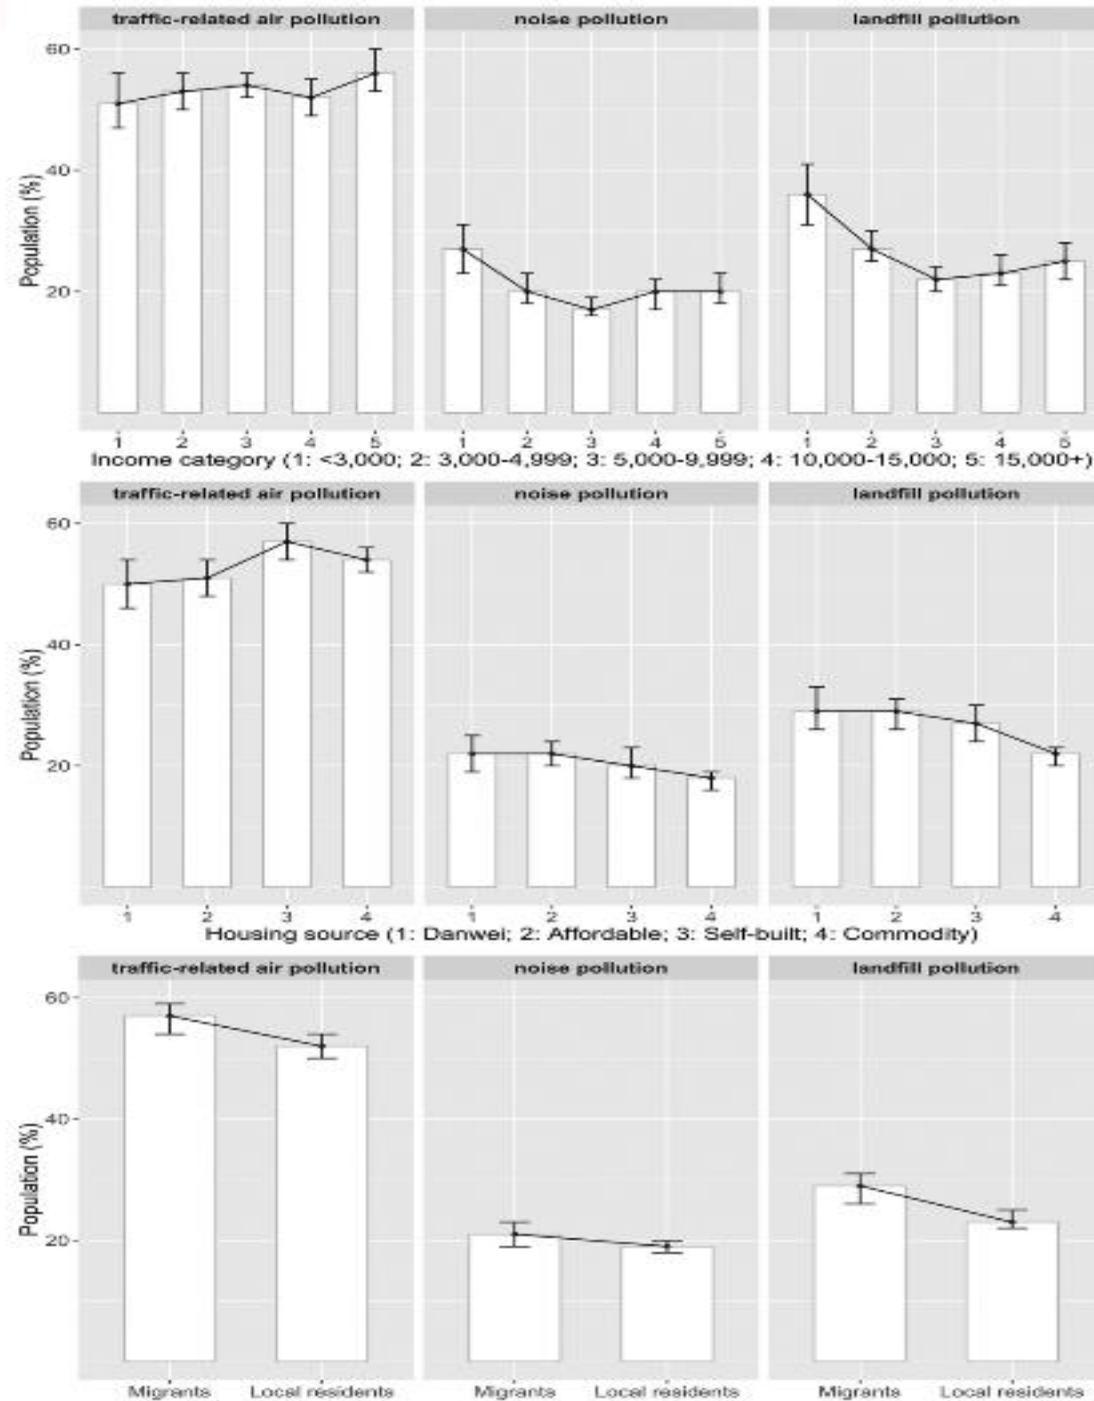 traffic-related air pollution noise pollution landfill pollution
60
40
20
Population (%)
1 2 3 4 5 1 2 3 4 5 1 2 3 4 5
Income category (1: <3,000; 2: 3,000-4,999; 3: 5,000-9,999; 4: 10,000-15,000; 5: 15,000+)
traffic-related air pollution noise pollution landfill pollution
60
40
20
Population (%)
1 2 3 4 1 2 3 4 1 2 3 4
Housing source (1: Danwei; 2: Affordable; 3: Self-built; 4: Commodity)
traffic-related air pollution noise pollution landfill pollution
60
40
20
Population (%)
Migrants Local residents Migrants Local residents Migrants Local residents